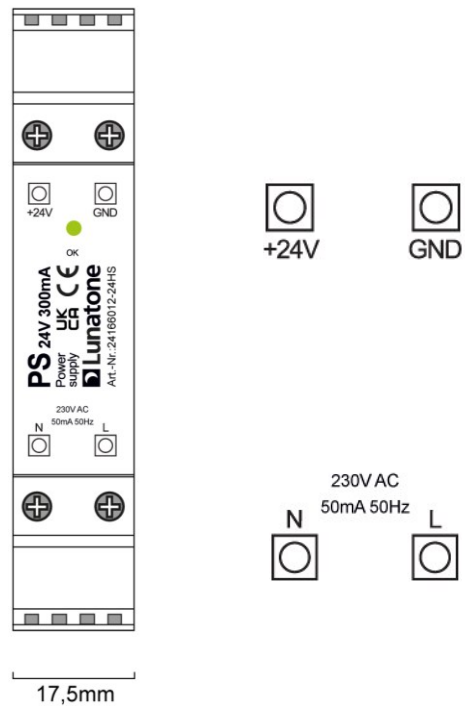 +24V GND
OK
PS 24V 300mA
Power
supply
UK
CA
CE
Lunatone
Art.-Nr.:24166012-24HS
230V AC
50mA 50Hz
N L
17,5mm
+24V GND
230V AC
50mA 50Hz
N L